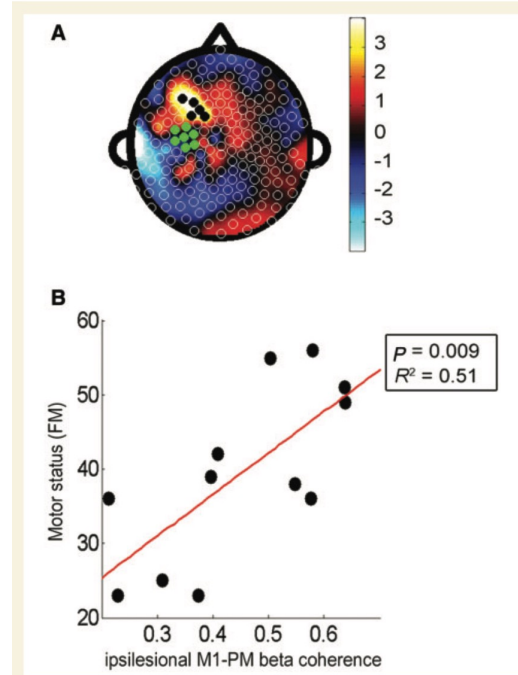 A
3
2
1
0
-1
-2
-3
B
60
50
40
30
20
Motor status (FM)
P = 0.009
R² = 0.51
0.3 0.4 0.5 0.6
ipsilesional M1-PM beta coherence